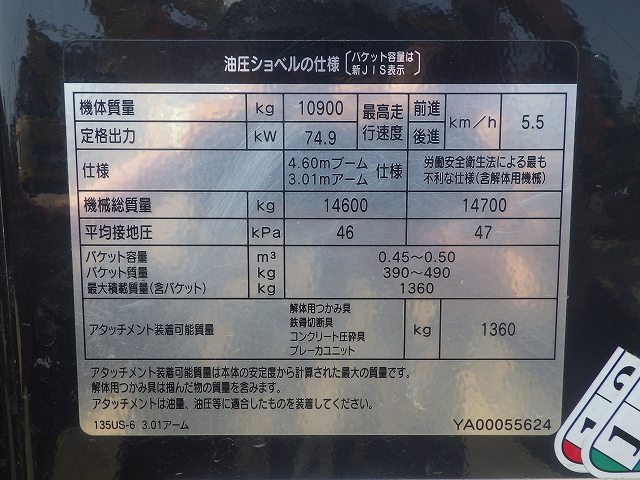 油圧ショベルの仕様 〔バケット容量は
新JIS表示〕
機体質量 kg 10900 最高走行速度 前進 後進 km/h 5.5
定格出力 kW 74.9
仕様 4.60mブーム 3.01mアーム 仕様 労働安全衛生法による最も
不利な仕様(含解体用機械)
機械総質量 kg 14600 14700
平均接地圧 kPa 46 47
バケット容量 m³ 0.45〜0.50
バケット質量 kg 390〜490
最大積載質量(含バケット) kg 1360
アタッチメント装着可能質量 解体用つかみ具
鉄骨切断具
コンクリート圧砕具
ブレーカユニット
kg 1360
アタッチメント装着可能質量は本体の安定度から計算された最大の質量です。
解体用つかみ具は掴んだ物の質量を含みます。
アタッチメントは油量、油圧等に適合したものを装着してください。
135US-6 3.01アーム YA00055624